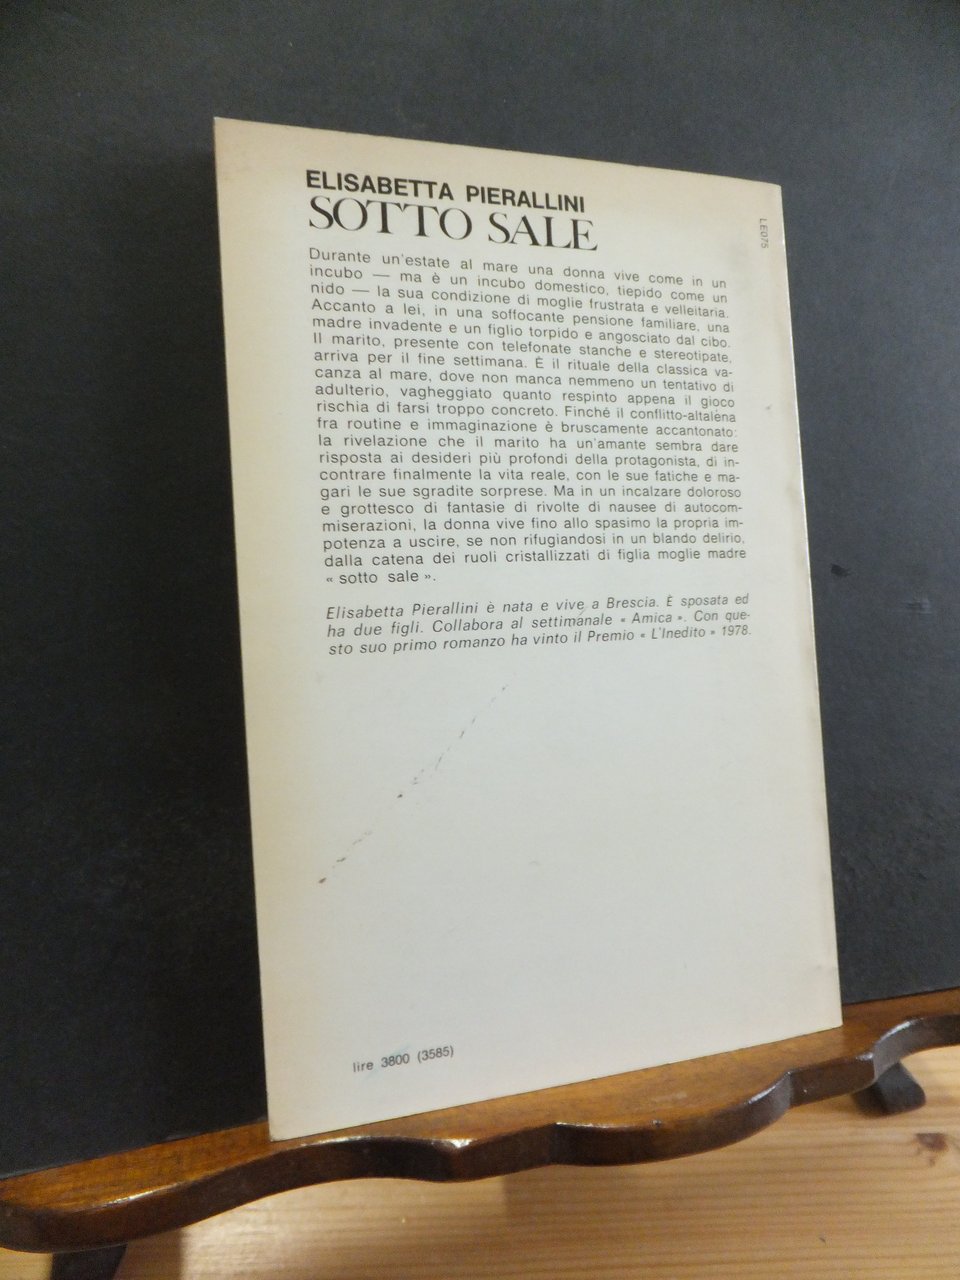 ELISABETTA PIERALLINI
SOTTO SALE
LE075
Durante un'estate al mare una donna vive come in un
incubo — ma è un incubo domestico, tiepido come un
nido — la sua condizione di moglie frustrata e velleitaria.
Accanto a lei, in una soffocante pensione familiare, una
madre invadente e un figlio torpido e angosciato dal cibo.
Il marito, presente con telefonate stanche e stereotipate,
arriva per il fine settimana. È il rituale della classica va-
canza al mare, dove non manca nemmeno un tentativo di
adulterio, vagheggiato quanto respinto appena il gioco
rischia di farsi troppo concreto. Finché il conflitto-altalena
fra routine e immaginazione è bruscamente accantonato:
la rivelazione che il marito ha un'amante sembra dare
risposta ai desideri più profondi della protagonista, di in-
contrare finalmente la vita reale, con le sue fatiche e ma-
gari le sue sgradite sorprese. Ma in un incalzare doloroso
e grottesco di fantasie di rivolte di nausee di autocom-
miserazioni, la donna vive fino allo spasimo la propria im-
potenza a uscire, se non rifugiandosi in un blando delirio,
dalla catena dei ruoli cristallizzati di figlia moglie madre
« sotto sale ».
Elisabetta Pierallini è nata e vive a Brescia. È sposata ed
ha due figli. Collabora al settimanale « Amica ». Con que-
sto suo primo romanzo ha vinto il Premio « L'Inedito » 1978.
lire 3800 (3585)